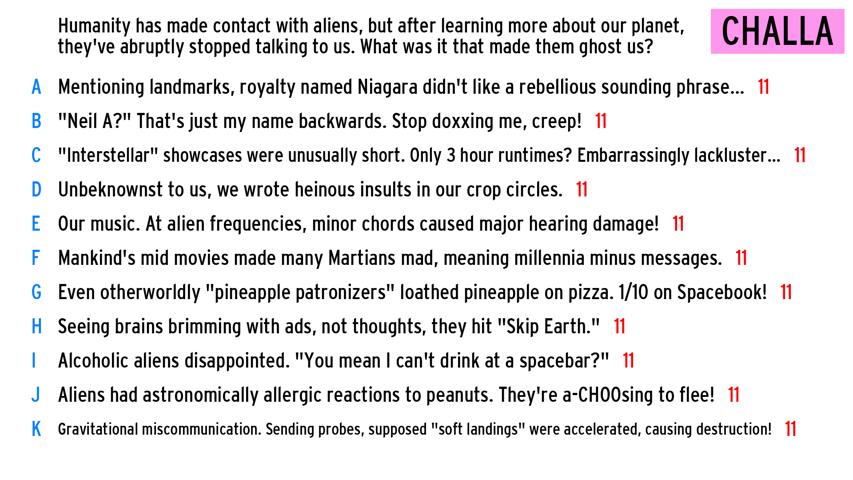 Humanity has made contact with aliens, but after learning more about our planet,
they've abruptly stopped talking to us. What was it that made them ghost us?
CHALLA
A Mentioning landmarks, royalty named Niagara didn't like a rebellious sounding phrase... 11
B "Neil A?" That's just my name backwards. Stop doxxing me, creep! 11
C "Interstellar" showcases were unusually short. Only 3 hour runtimes? Embarrassingly lackluster... 11
D Unbeknownst to us, we wrote heinous insults in our crop circles. 11
E Our music. At alien frequencies, minor chords caused major hearing damage! 11
F Mankind's mid movies made many Martians mad, meaning millennia minus messages. 11
G Even otherworldly "pineapple patronizers" loathed pineapple on pizza. 1/10 on Spacebook! 11
H Seeing brains brimming with ads, not thoughts, they hit "Skip Earth." 11
I Alcoholic aliens disappointed. "You mean I can't drink at a spacebar?" 11
J Aliens had astronomically allergic reactions to peanuts. They're a-CHOOsing to flee! 11
K Gravitational miscommunication. Sending probes, supposed "soft landings" were accelerated, causing destruction! 11